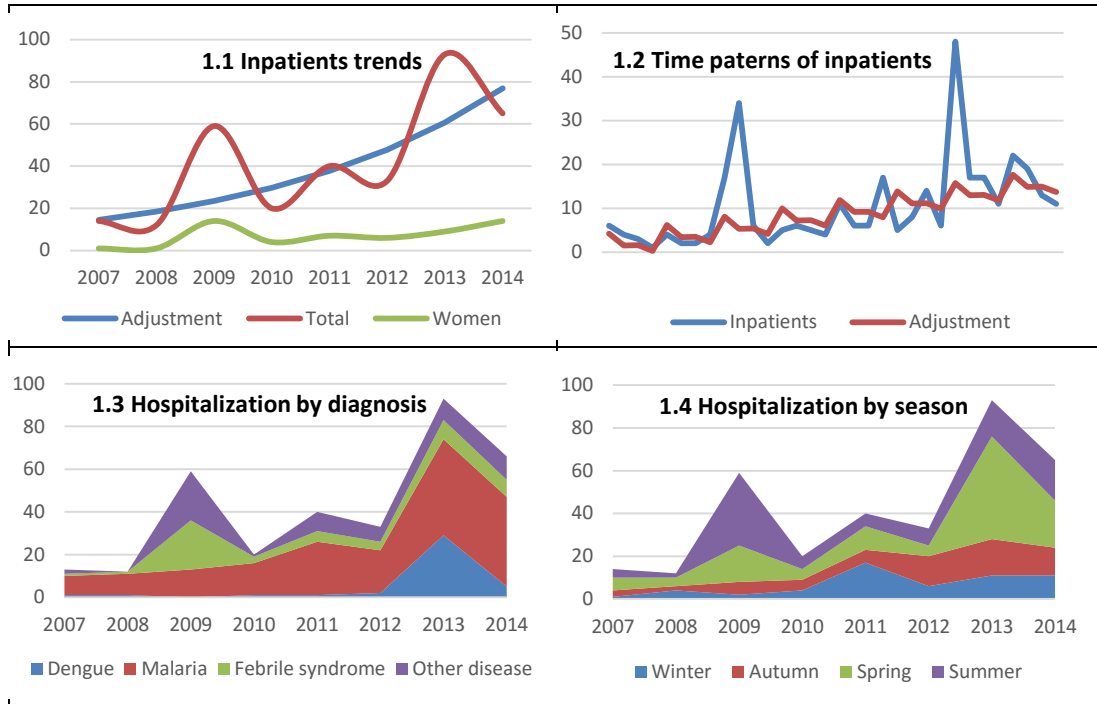 1.1 Inpatients trends
100
80
60
40
20
0
2007 2008 2009 2010 2011 2012 2013 2014
Adjustment Total Women
1.2 Time paterns of inpatients
50
40
30
20
10
0
Inpatients Adjustment
1.3 Hospitalization by diagnosis
100
80
60
40
20
0
2007 2008 2009 2010 2011 2012 2013 2014
Dengue Malaria Febrile syndrome Other disease
1.4 Hospitalization by season
100
80
60
40
20
0
2007 2008 2009 2010 2011 2012 2013 2014
Winter Autumn Spring Summer